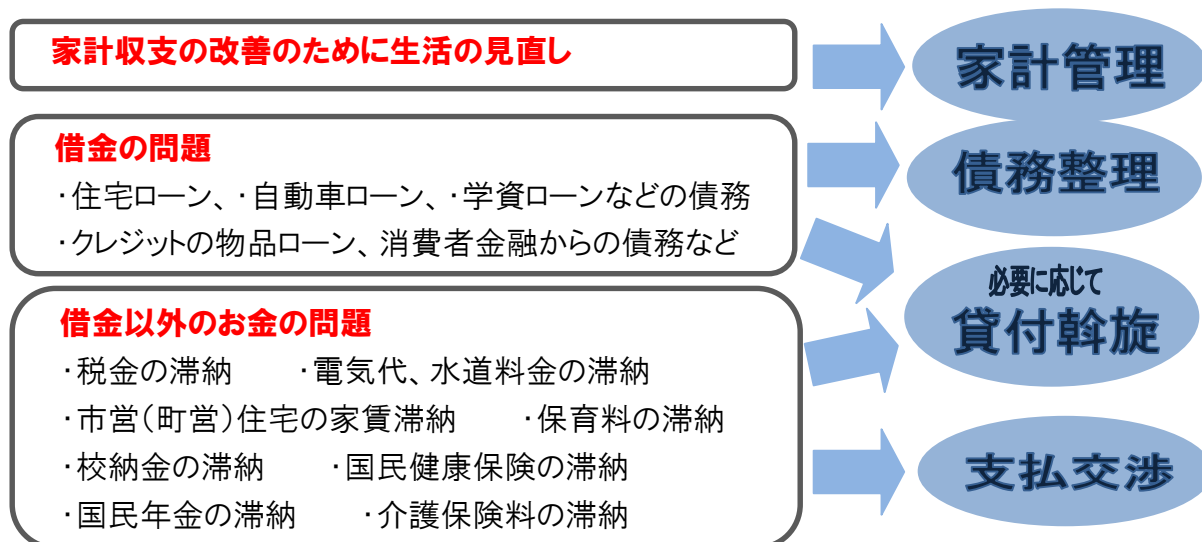 家計収支の改善のために生活の見直し
家計管理
借金の問題
・住宅ローン、・自動車ローン、・学資ローンなどの債務
・クレジットの物品ローン、消費者金融からの債務など
債務整理
必要に応じて
貸付斡旋
借金以外のお金の問題
・税金の滞納　　・電気代、水道料金の滞納
・市営(町営)住宅の家賃滞納　　・保育料の滞納
・校納金の滞納　　・国民健康保険の滞納
・国民年金の滞納　　・介護保険料の滞納
支払交渉